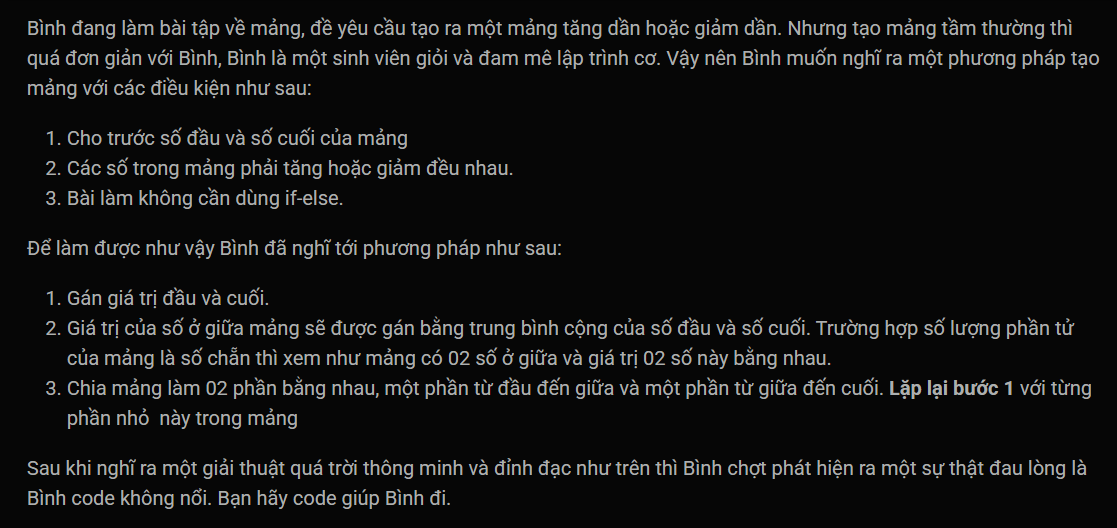 Bình đang làm bài tập về mảng, đề yêu cầu tạo ra một mảng tăng dần hoặc giảm dần. Nhưng tạo mảng tầm thường thì
quá đơn giản với Bình, Bình là một sinh viên giỏi và đam mê lập trình cơ. Vậy nên Bình muốn nghĩ ra một phương pháp tạo
mảng với các điều kiện như sau:
1. Cho trước số đầu và số cuối của mảng
2. Các số trong mảng phải tăng hoặc giảm đều nhau.
3. Bài làm không cần dùng if-else.
Để làm được như vậy Bình đã nghĩ tới phương pháp như sau:
1. Gán giá trị đầu và cuối.
2. Giá trị của số ở giữa mảng sẽ được gán bằng trung bình cộng của số đầu và số cuối. Trường hợp số lượng phần tử
của mảng là số chẵn thì xem như mảng có 02 số ở giữa và giá trị 02 số này bằng nhau.
3. Chia mảng làm 02 phần bằng nhau, một phần từ đầu đến giữa và một phần từ giữa đến cuối. Lặp lại bước 1 với từng
phần nhỏ này trong mảng
Sau khi nghĩ ra một giải thuật quá trời thông minh và đỉnh đạc như trên thì Bình chợt phát hiện ra một sự thật đau lòng là
Bình code không nổi. Bạn hãy code giúp Bình đi.